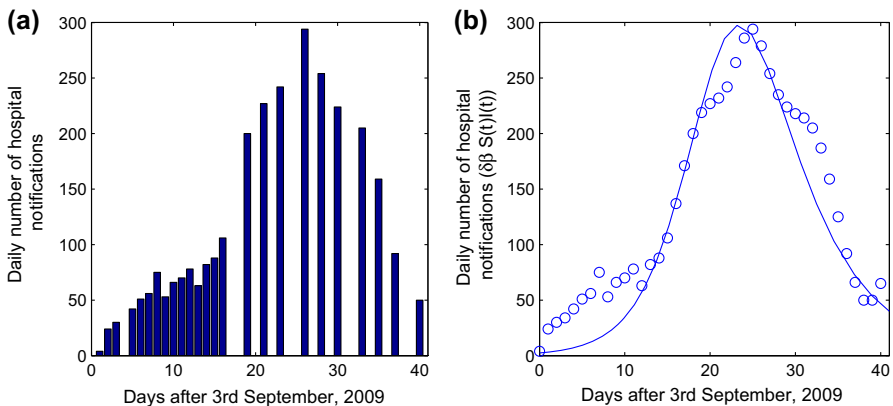 (a)
300
250
200
150
100
50
0
0 10 20 30 40
Daily number of hospital
notifications
Days after 3rd September, 2009
(b)
300
250
200
150
100
50
0
0 10 20 30 40
Daily number of hospital
notifications (δβ S(t)I(t))
Days after 3rd September, 2009